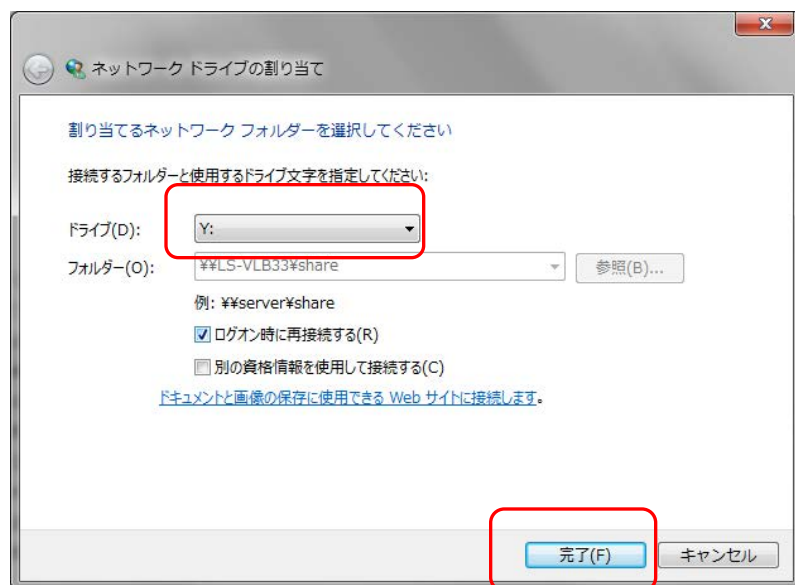 ネットワーク ドライブの割り当て
割り当てるネットワーク フォルダーを選択してください
接続するフォルダーと使用するドライブ文字を指定してください:
ドライブ(D): Y:
フォルダー(O): ¥¥LS-VLB33¥share 参照(B)...
例: ¥¥server¥share
ログオン時に再接続する(R)
別の資格情報を使用して接続する(C)
ドキュメントと画像の保存に使用できる Web サイトに接続します。
完了(F) キャンセル